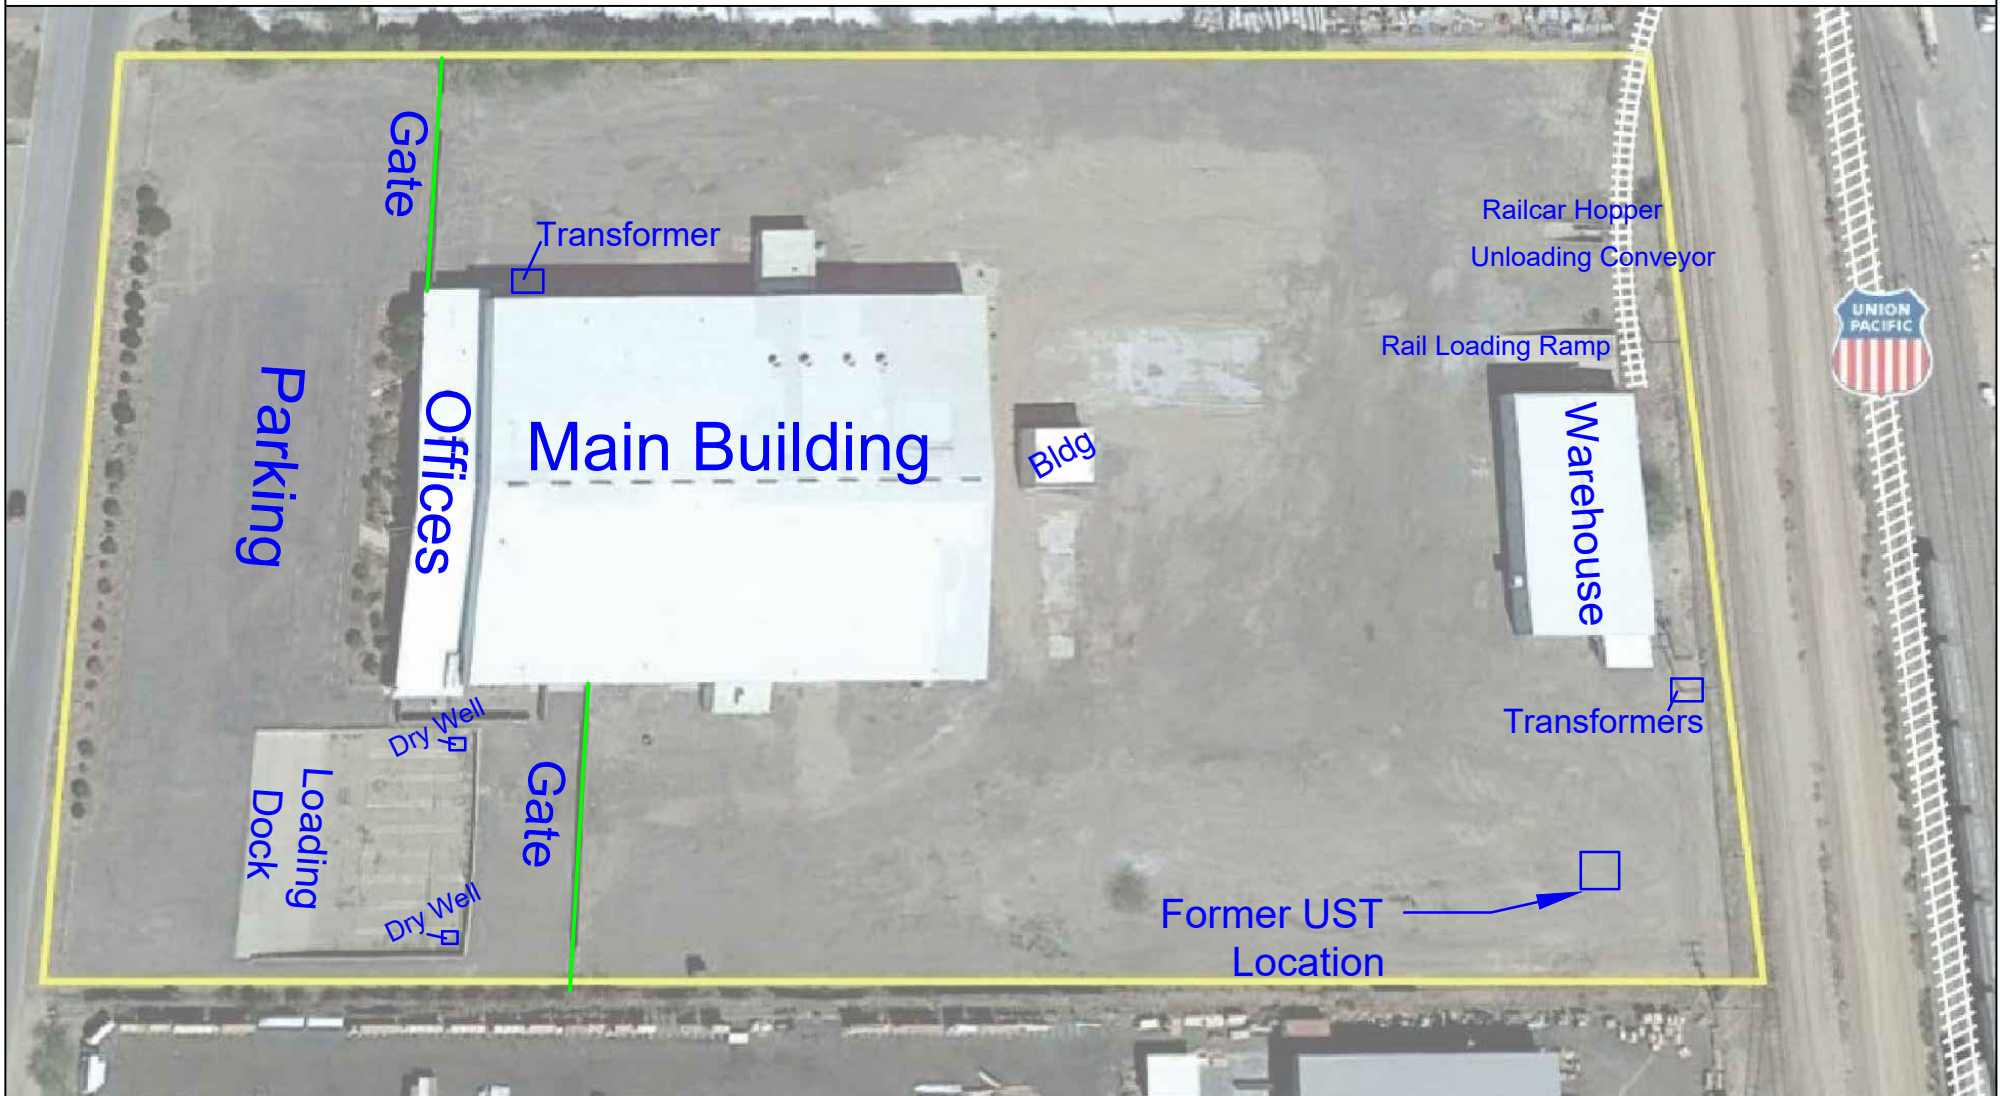 Gate
Transformer
Railcar Hopper
Unloading Conveyor
UNION
PACIFIC
Rail Loading Ramp
Parking
Offices
Main Building
Bldg
Warehouse
Transformers
Dry Well
Loading
Dock
Gate
Dry Well
Former UST
Location